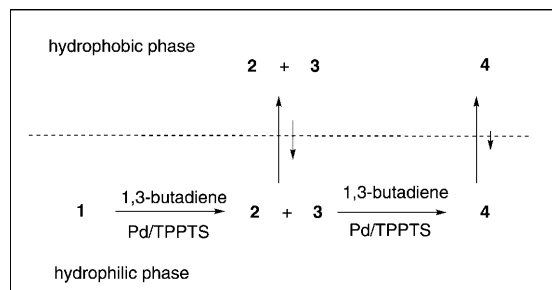 hydrophobic phase
2 + 3 4
1,3-butadiene 1,3-butadiene
1 2 + 3 4
Pd/TPPTS Pd/TPPTS
hydrophilic phase